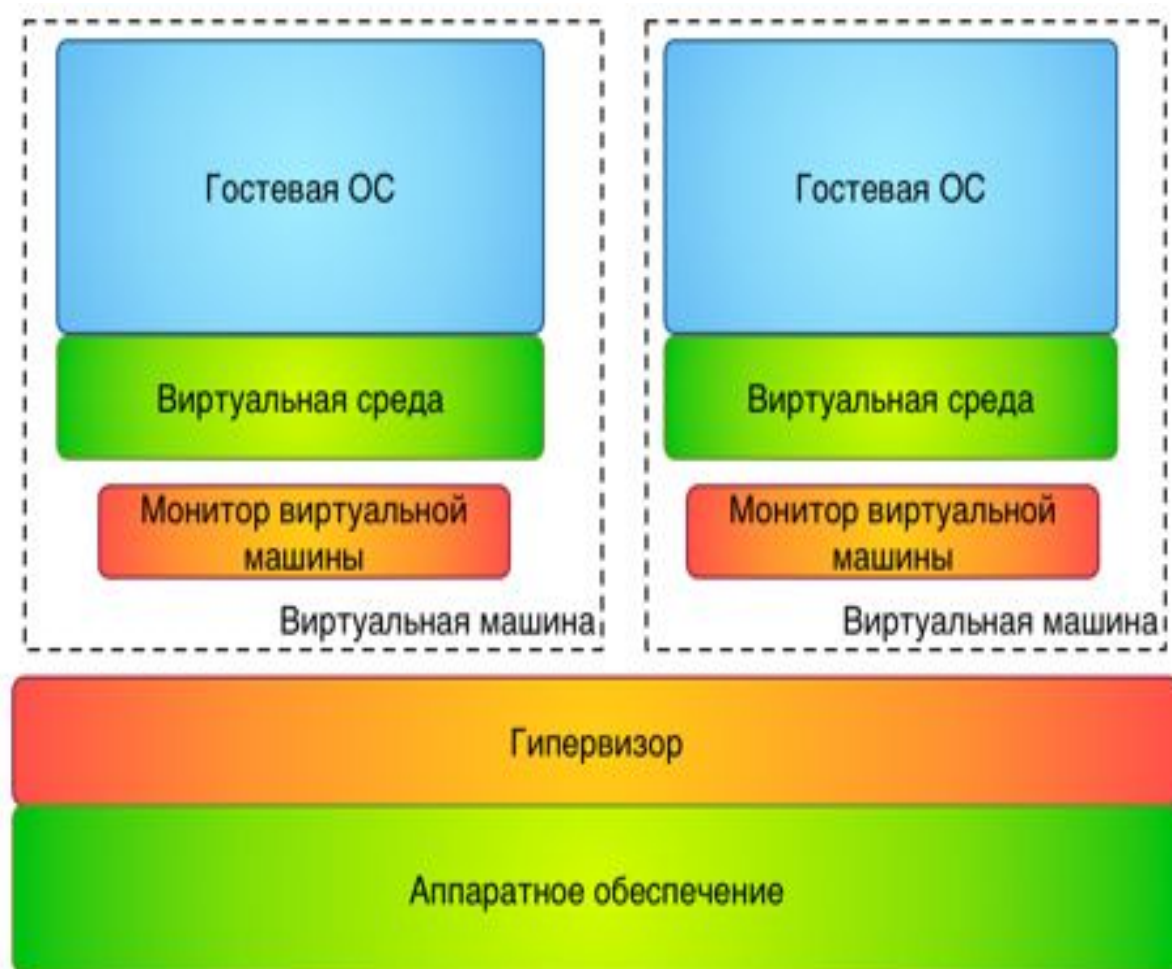 Гостевая ОС
Виртуальная среда
Монитор виртуальной
машины
Виртуальная машина
Гостевая ОС
Виртуальная среда
Монитор виртуальной
машины
Виртуальная машина
Гипервизор
Аппаратное обеспечение